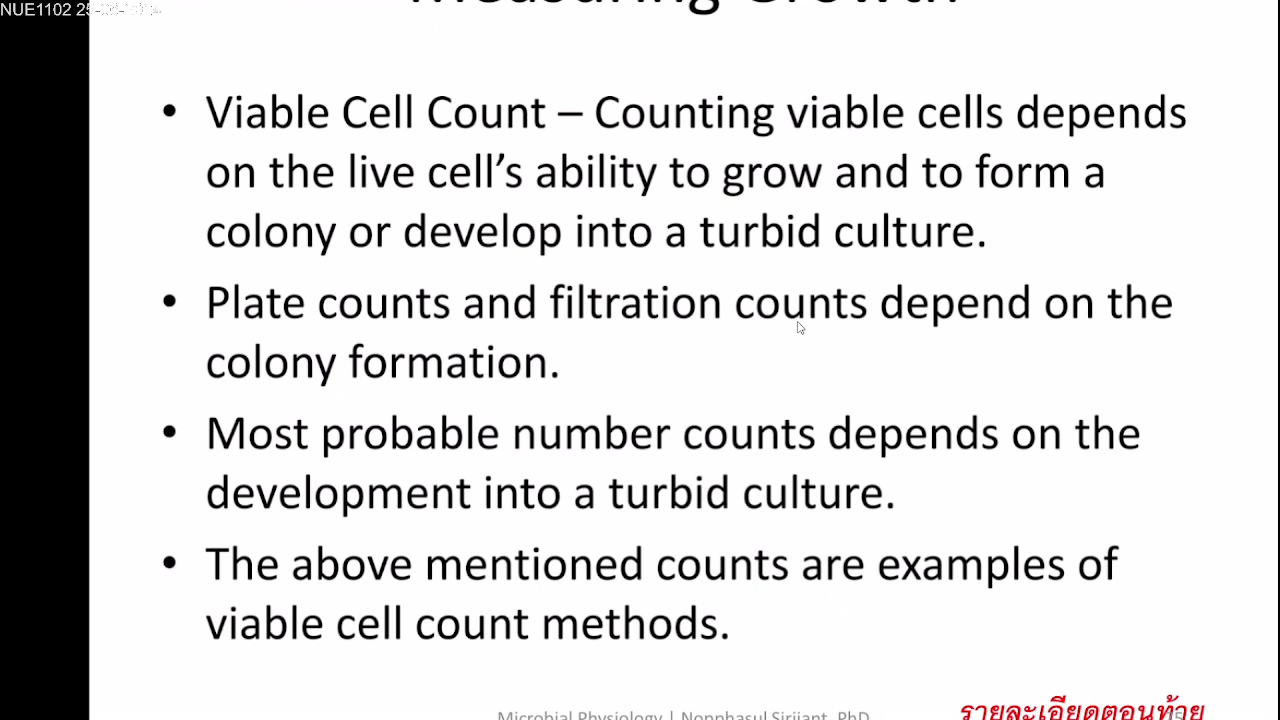 NUE1102
Measuring Growth
• Viable Cell Count – Counting viable cells depends
on the live cell’s ability to grow and to form a
colony or develop into a turbid culture.
• Plate counts and filtration counts depend on the
colony formation.
• Most probable number counts depends on the
development into a turbid culture.
• The above mentioned counts are examples of
viable cell count methods.
Microbial Physiology | Nopphasul Sirijant, PhD
รายละเอียดตอนท้าย